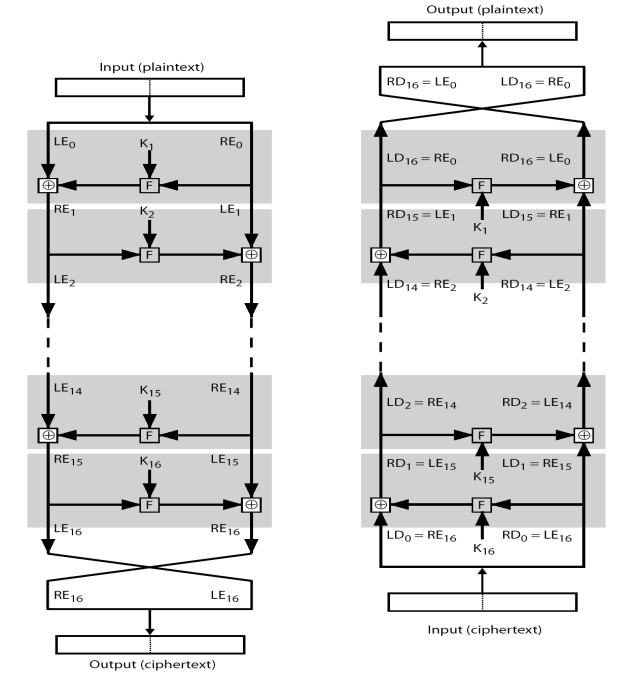 Input (plaintext)
LE₀ K₁ RE₀
⊕ F
RE₁ K₂ LE₁
F ⊕
LE₂ RE₂
LE₁₄ K₁₅ RE₁₄
⊕ F
RE₁₅ K₁₆ LE₁₅
F ⊕
LE₁₆ RE₁₆
RE₁₆ LE₁₆
Output (ciphertext)
Output (plaintext)
RD₁₆ = LE₀ LD₁₆ = RE₀
LD₁₆ = RE₀ RD₁₆ = LE₀
F ⊕
K₁
RD₁₅ = LE₁ LD₁₅ = RE₁
⊕ F
LD₁₄ = RE₂ RD₁₄ = LE₂
K₂
LD₂ = RE₁₄ RD₂ = LE₁₄
F ⊕
K₁₅
RD₁ = LE₁₅ LD₁ = RE₁₅
⊕ F
LD₀ = RE₁₆ RD₀ = LE₁₆
K₁₆
Input (ciphertext)